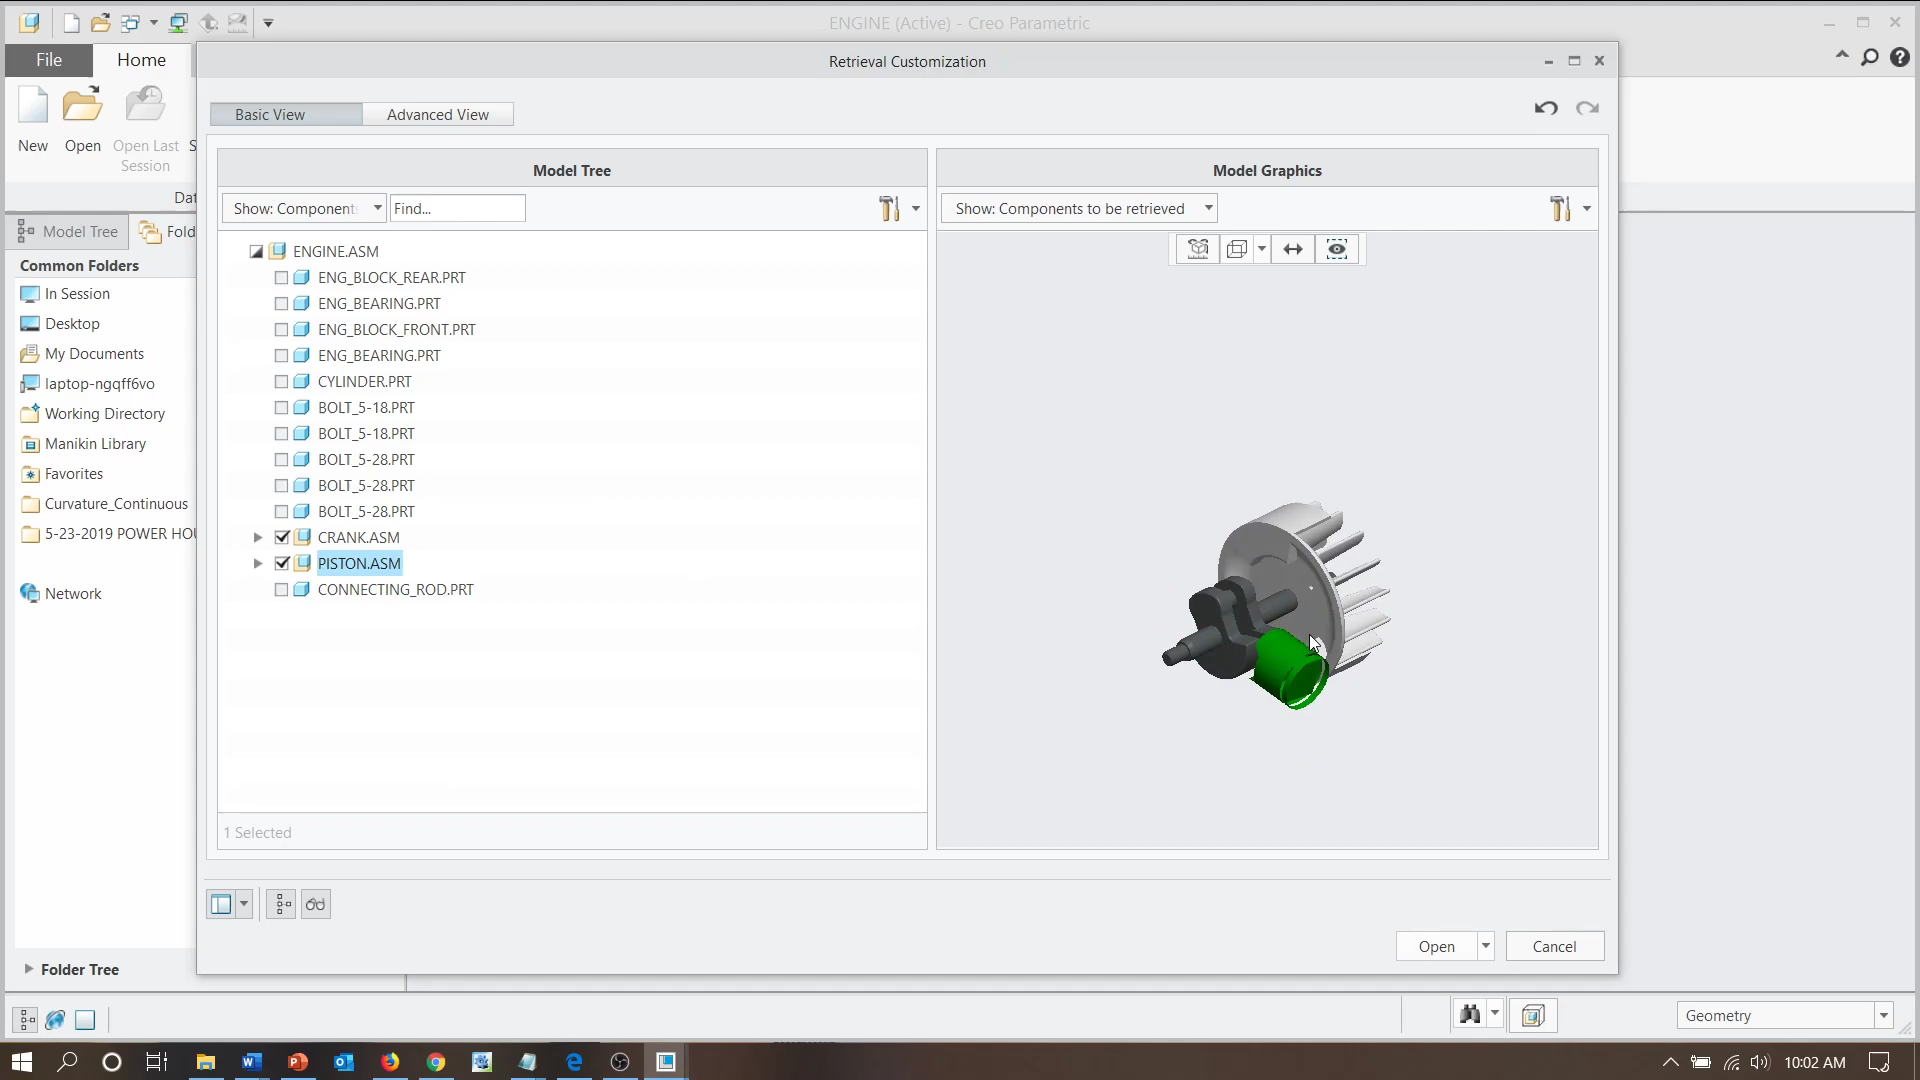 ENGINE (Active) - Creo Parametric
File
Home
Retrieval Customization
New
Open
Open Last
Session
S
Dat
Basic View
Advanced View
Model Tree
Model Graphics
Show: Component
Find...
Show: Components to be retrieved
Model Tree
Fold
Common Folders
In Session
Desktop
My Documents
laptop-ngqff6vo
Working Directory
Manikin Library
Favorites
Curvature_Continuous
5-23-2019 POWER HOU
Network
Folder Tree
ENGINE.ASM
ENG_BLOCK_REAR.PRT
ENG_BEARING.PRT
ENG_BLOCK_FRONT.PRT
ENG_BEARING.PRT
CYLINDER.PRT
BOLT_5-18.PRT
BOLT_5-18.PRT
BOLT_5-28.PRT
BOLT_5-28.PRT
BOLT_5-28.PRT
CRANK.ASM
PISTON.ASM
CONNECTING_ROD.PRT
1 Selected
Open
Cancel
Geometry
10:02 AM